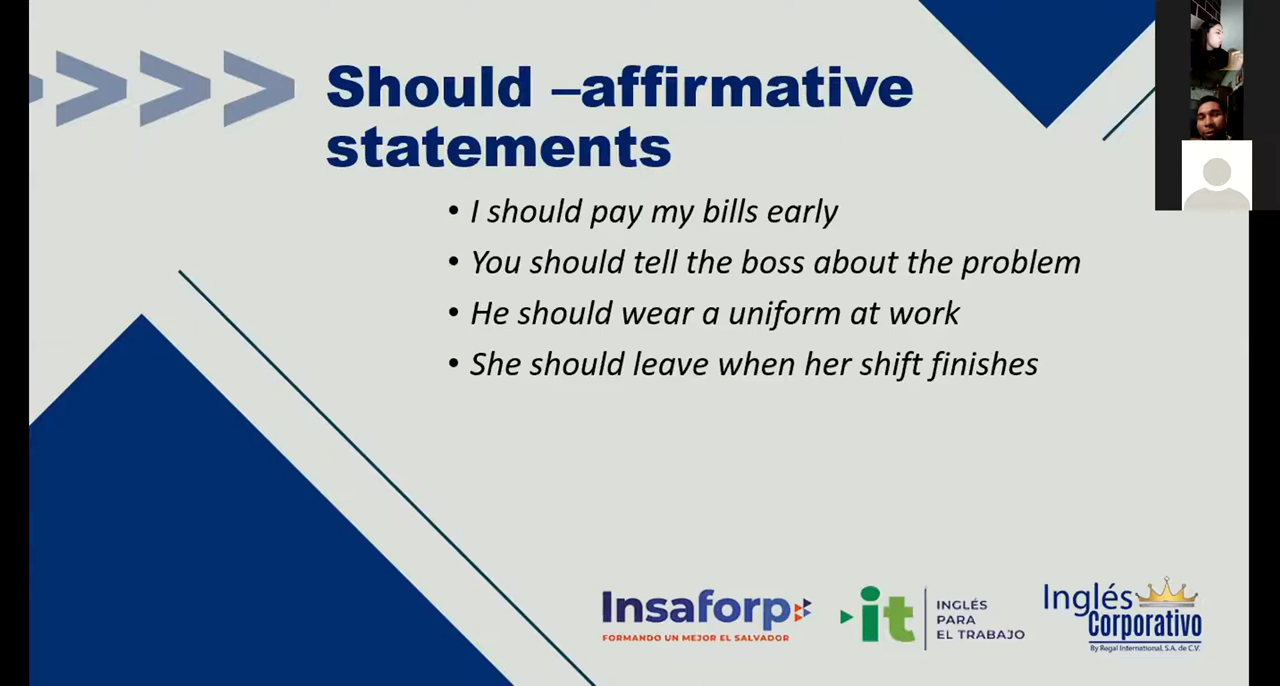 Should –affirmative
statements
• I should pay my bills early
• You should tell the boss about the problem
• He should wear a uniform at work
• She should leave when her shift finishes
Insaforp
FORMANDO UN MEJOR EL SALVADOR
it
INGLÉS
PARA
EL TRABAJO
Inglés
Corporativo
By Regal International, S.A. de C.V.